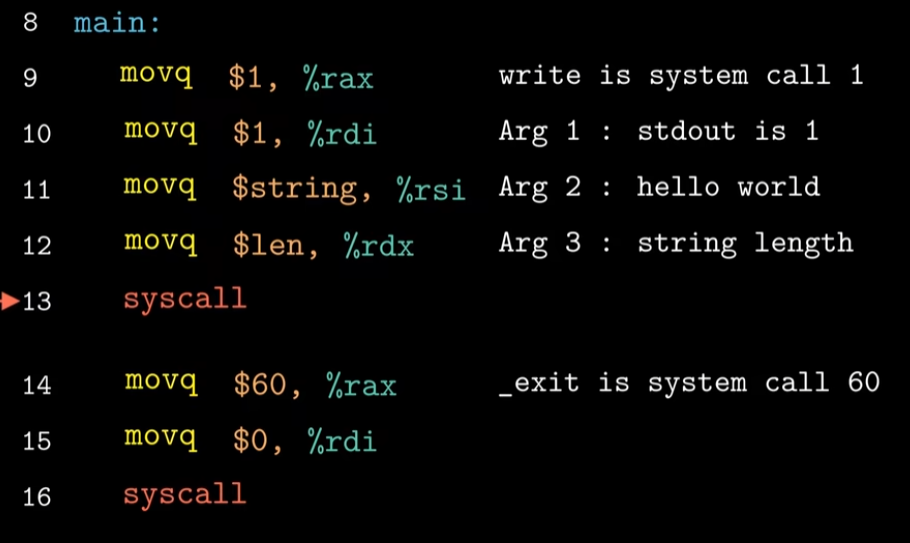 8 main:
9 movq $1, %rax write is system call 1
10 movq $1, %rdi Arg 1 : stdout is 1
11 movq $string, %rsi Arg 2 : hello world
12 movq $len, %rdx Arg 3 : string length
13 syscall
14 movq $60, %rax _exit is system call 60
15 movq $0, %rdi
16 syscall